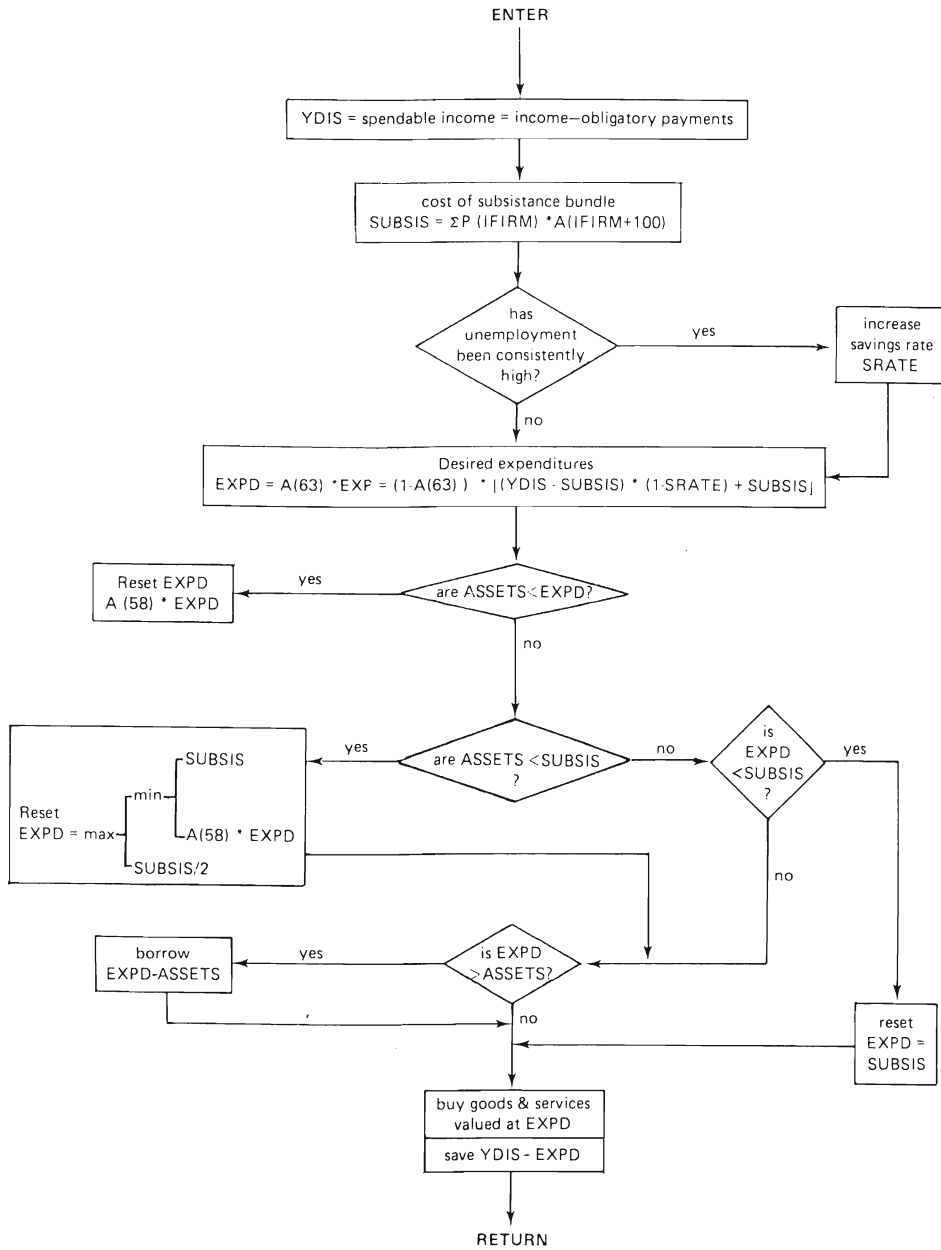 ENTER
YDIS = spendable income = income—obligatory payments
cost of subsistance bundle
SUBSIS = ΣP (IFIRM) *A(IFIRM+100)
has
unemployment
been consistently
high?
yes
increase
savings rate
SRATE
no
Desired expenditures
EXPD = A(63) *EXP = (1-A(63)) * ⌊(YDIS - SUBSIS) * (1-SRATE) + SUBSIS⌋
are ASSETS<EXPD?
yes
Reset EXPD
A (58) * EXPD
no
are ASSETS <SUBSIS
?
yes
no
is
EXPD
<SUBSIS
?
yes
SUBSIS
min
Reset
EXPD = max
A(58) * EXPD
SUBSIS/2
no
is EXPD
>ASSETS?
yes
borrow
EXPD-ASSETS
no
reset
EXPD =
SUBSIS
buy goods & services
valued at EXPD
save YDIS - EXPD
RETURN